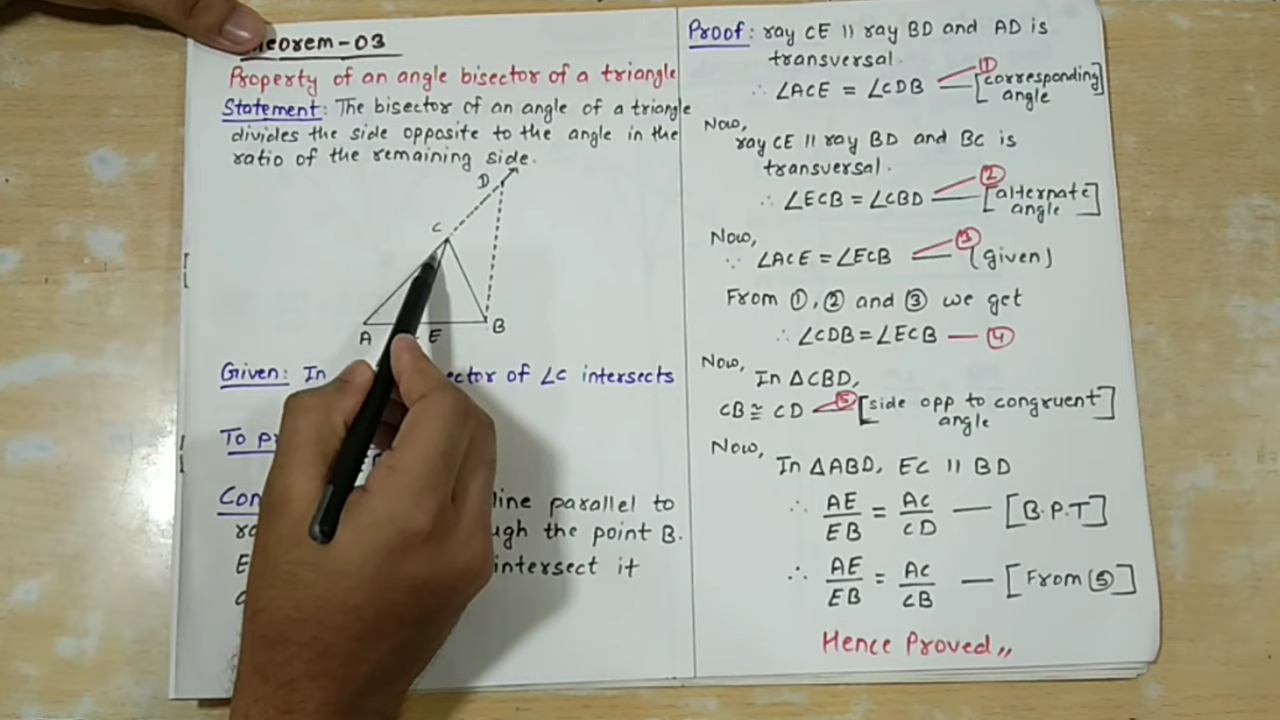 eorem-03
Property of an angle bisector of a triangle
Statement: The bisector of an angle of a triangle
divides the side opposite to the angle in the
ratio of the remaining side.
D
C
A E B
Given: In ector of ∠C intersects
To p
Con line parallel to
ugh the point B.
E intersect it
Proof: ray CE || ray BD and AD is
transversal.
∴ ∠ACE = ∠CDB — ① [corresponding
angle]
Now,
ray CE || ray BD and BC is
transversal.
∴ ∠ECB = ∠CBD — ② [alternate
angle]
Now,
∵ ∠ACE = ∠ECB — ③ (given)
From ①, ② and ③ we get
∴ ∠CDB = ∠ECB — ④
Now,
In △CBD,
CB ≅ CD — ⑤ [side opp to congruent
angle]
Now,
In △ABD, EC || BD
∴ AE/EB = AC/CD — [B.P.T]
∴ AE/EB = AC/CB — [From ⑤]
Hence Proved,,